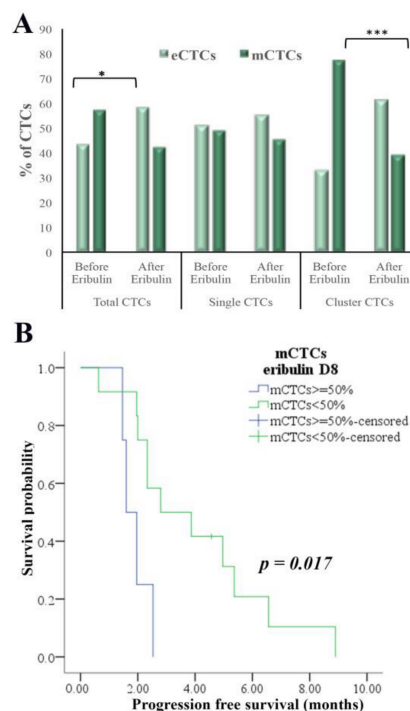 A
eCTCs mCTCs
* ***
% of CTCs
90
80
70
60
50
40
30
20
10
0
Before Eribulin After Eribulin Before Eribulin After Eribulin Before Eribulin After Eribulin
Total CTCs Single CTCs Cluster CTCs
B
mCTCs
eribulin D8
mCTCs>=50%
mCTCs<50%
mCTCs>=50%-censored
mCTCs<50%-censored
Survival probability
1.0
0.8
0.6
0.4
0.2
0.0
p = 0.017
0.00 2.00 4.00 6.00 8.00 10.00
Progression free survival (months)